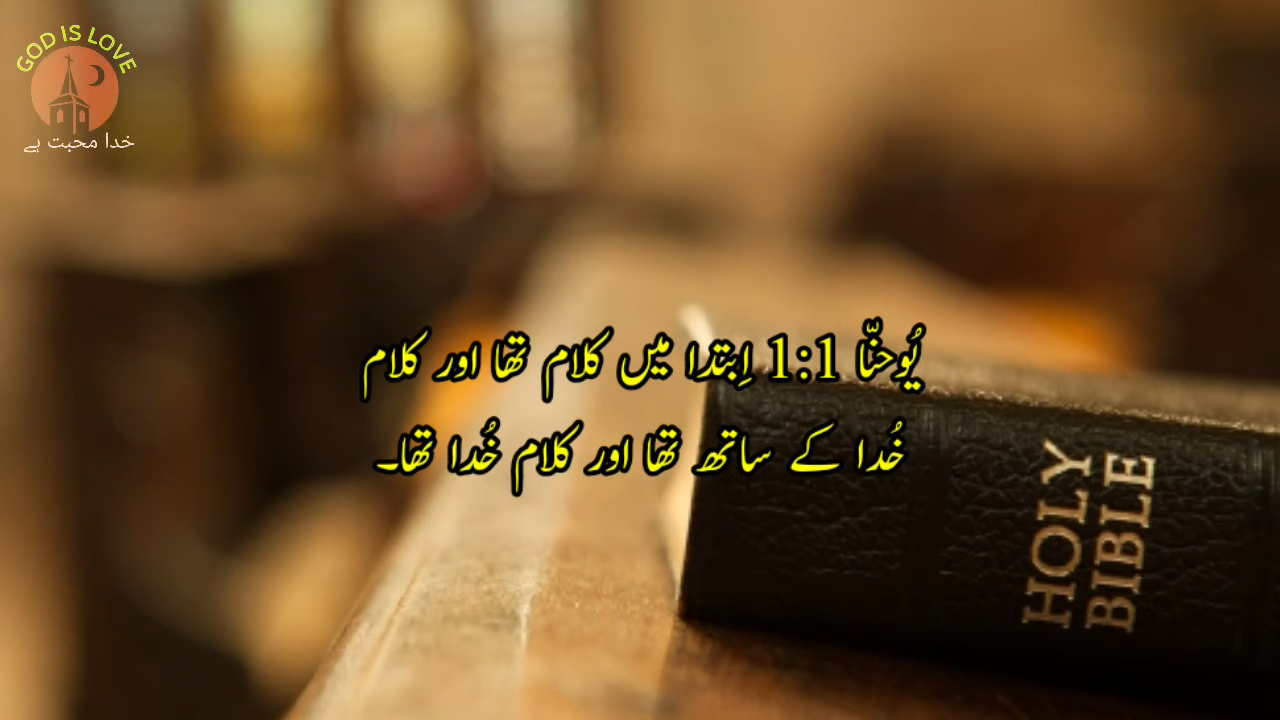 GOD IS LOVE
خدا محبت ہے
یُوحنّا 1:1 اِبتدا میں کلام تھا اور کلام
خُدا کے ساتھ تھا اور کلام خُدا تھا۔
HOLY
BIBLE